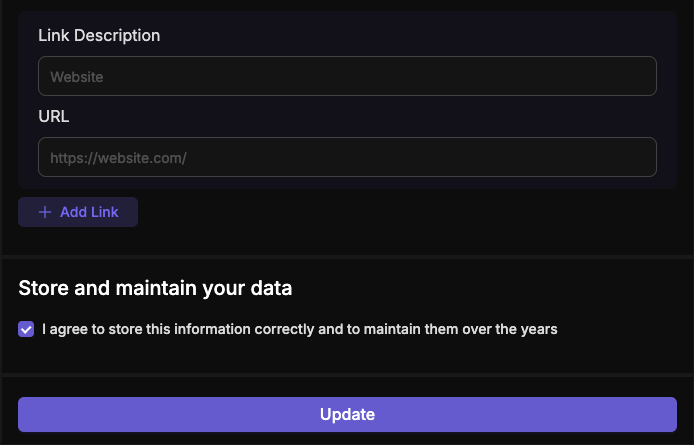 Link Description
Website
URL
https://website.com/
+ Add Link
Store and maintain your data
I agree to store this information correctly and to maintain them over the years
Update